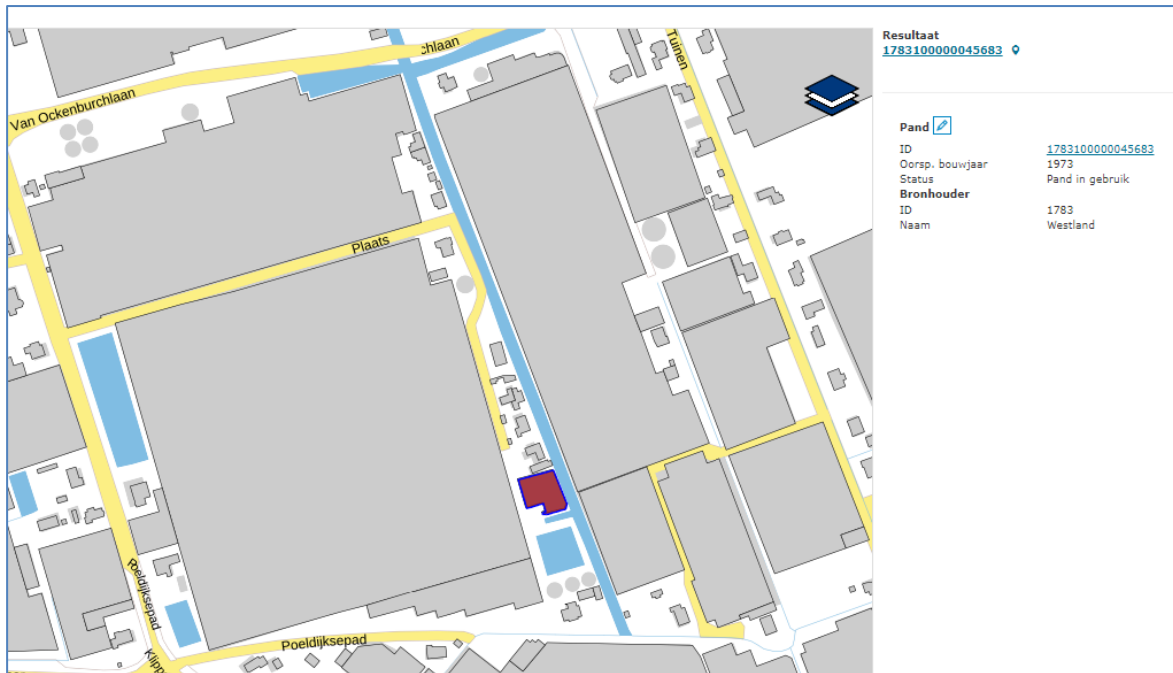 chlaan
Van Ockenburchlaan
Tuinen
Plaats
Poeldijksepad
Poeldijksepad
Klipp
Resultaat
1783100000045683
Pand
ID 1783100000045683
Oorsp. bouwjaar 1973
Status Pand in gebruik
Bronhouder
ID 1783
Naam Westland